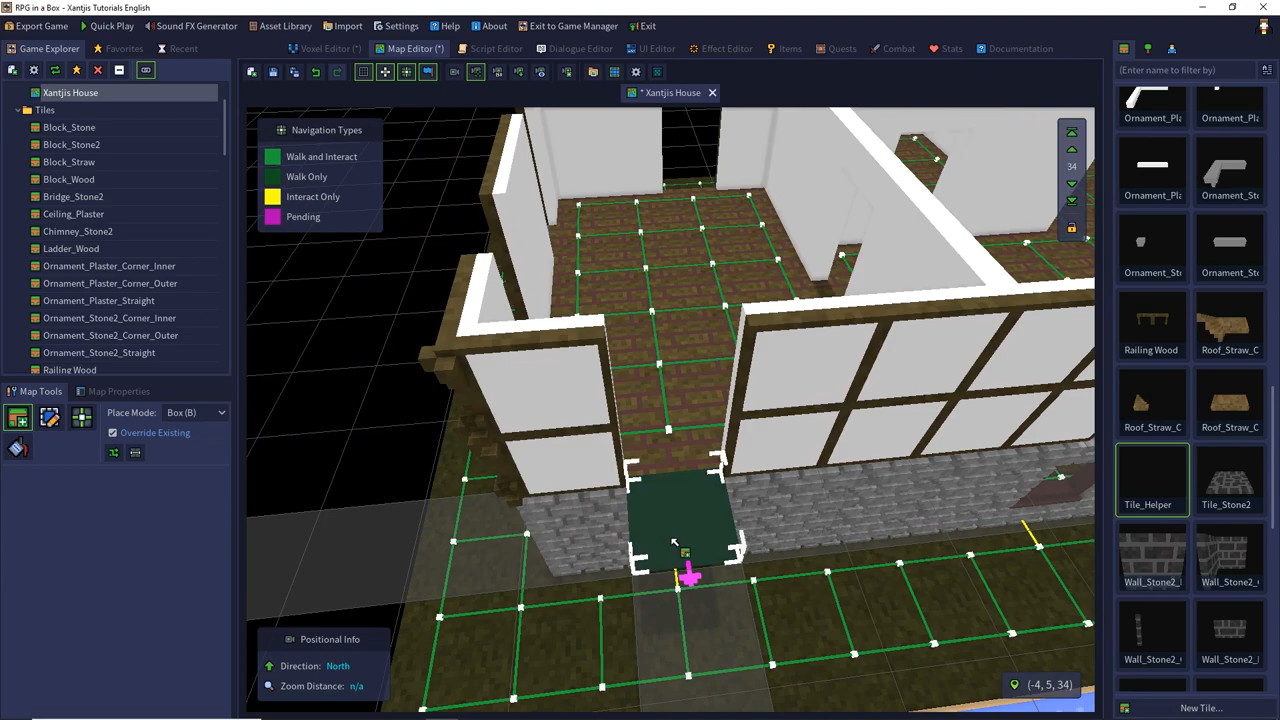 RPG in a Box - Xantjis Tutorials English
Export Game
Quick Play
Sound FX Generator
Asset Library
Import
Settings
Help
About
Exit to Game Manager
Exit
Game Explorer
Favorites
Recent
Voxel Editor (*)
Map Editor (*)
Script Editor
Dialogue Editor
UI Editor
Effect Editor
Items
Quests
Combat
Stats
Documentation
(Enter name to filter by)
Xantjis House
* Xantjis House
Tiles
Block_Stone
Block_Stone2
Block_Straw
Block_Wood
Bridge_Stone2
Ceiling_Plaster
Chimney_Stone2
Ladder_Wood
Ornament_Plaster_Corner_Inner
Ornament_Plaster_Corner_Outer
Ornament_Plaster_Straight
Ornament_Stone2_Corner_Inner
Ornament_Stone2_Corner_Outer
Ornament_Stone2_Straight
Railing Wood
Map Tools
Map Properties
Place Mode:
Box (B)
Override Existing
Navigation Types
Walk and Interact
Walk Only
Interact Only
Pending
34
Positional Info
Direction: North
Zoom Distance: n/a
(-4, 5, 34)
Ornament_Pla
Ornament_Pla
Ornament_Pla
Ornament_Sto
Ornament_Sto
Ornament_Sto
Railing Wood
Roof_Straw_C
Roof_Straw_C
Roof_Straw_C
Tile_Helper
Tile_Stone2
Wall_Stone2_
Wall_Stone2_
Wall_Stone2_
Wall_Stone2_
New Tile...